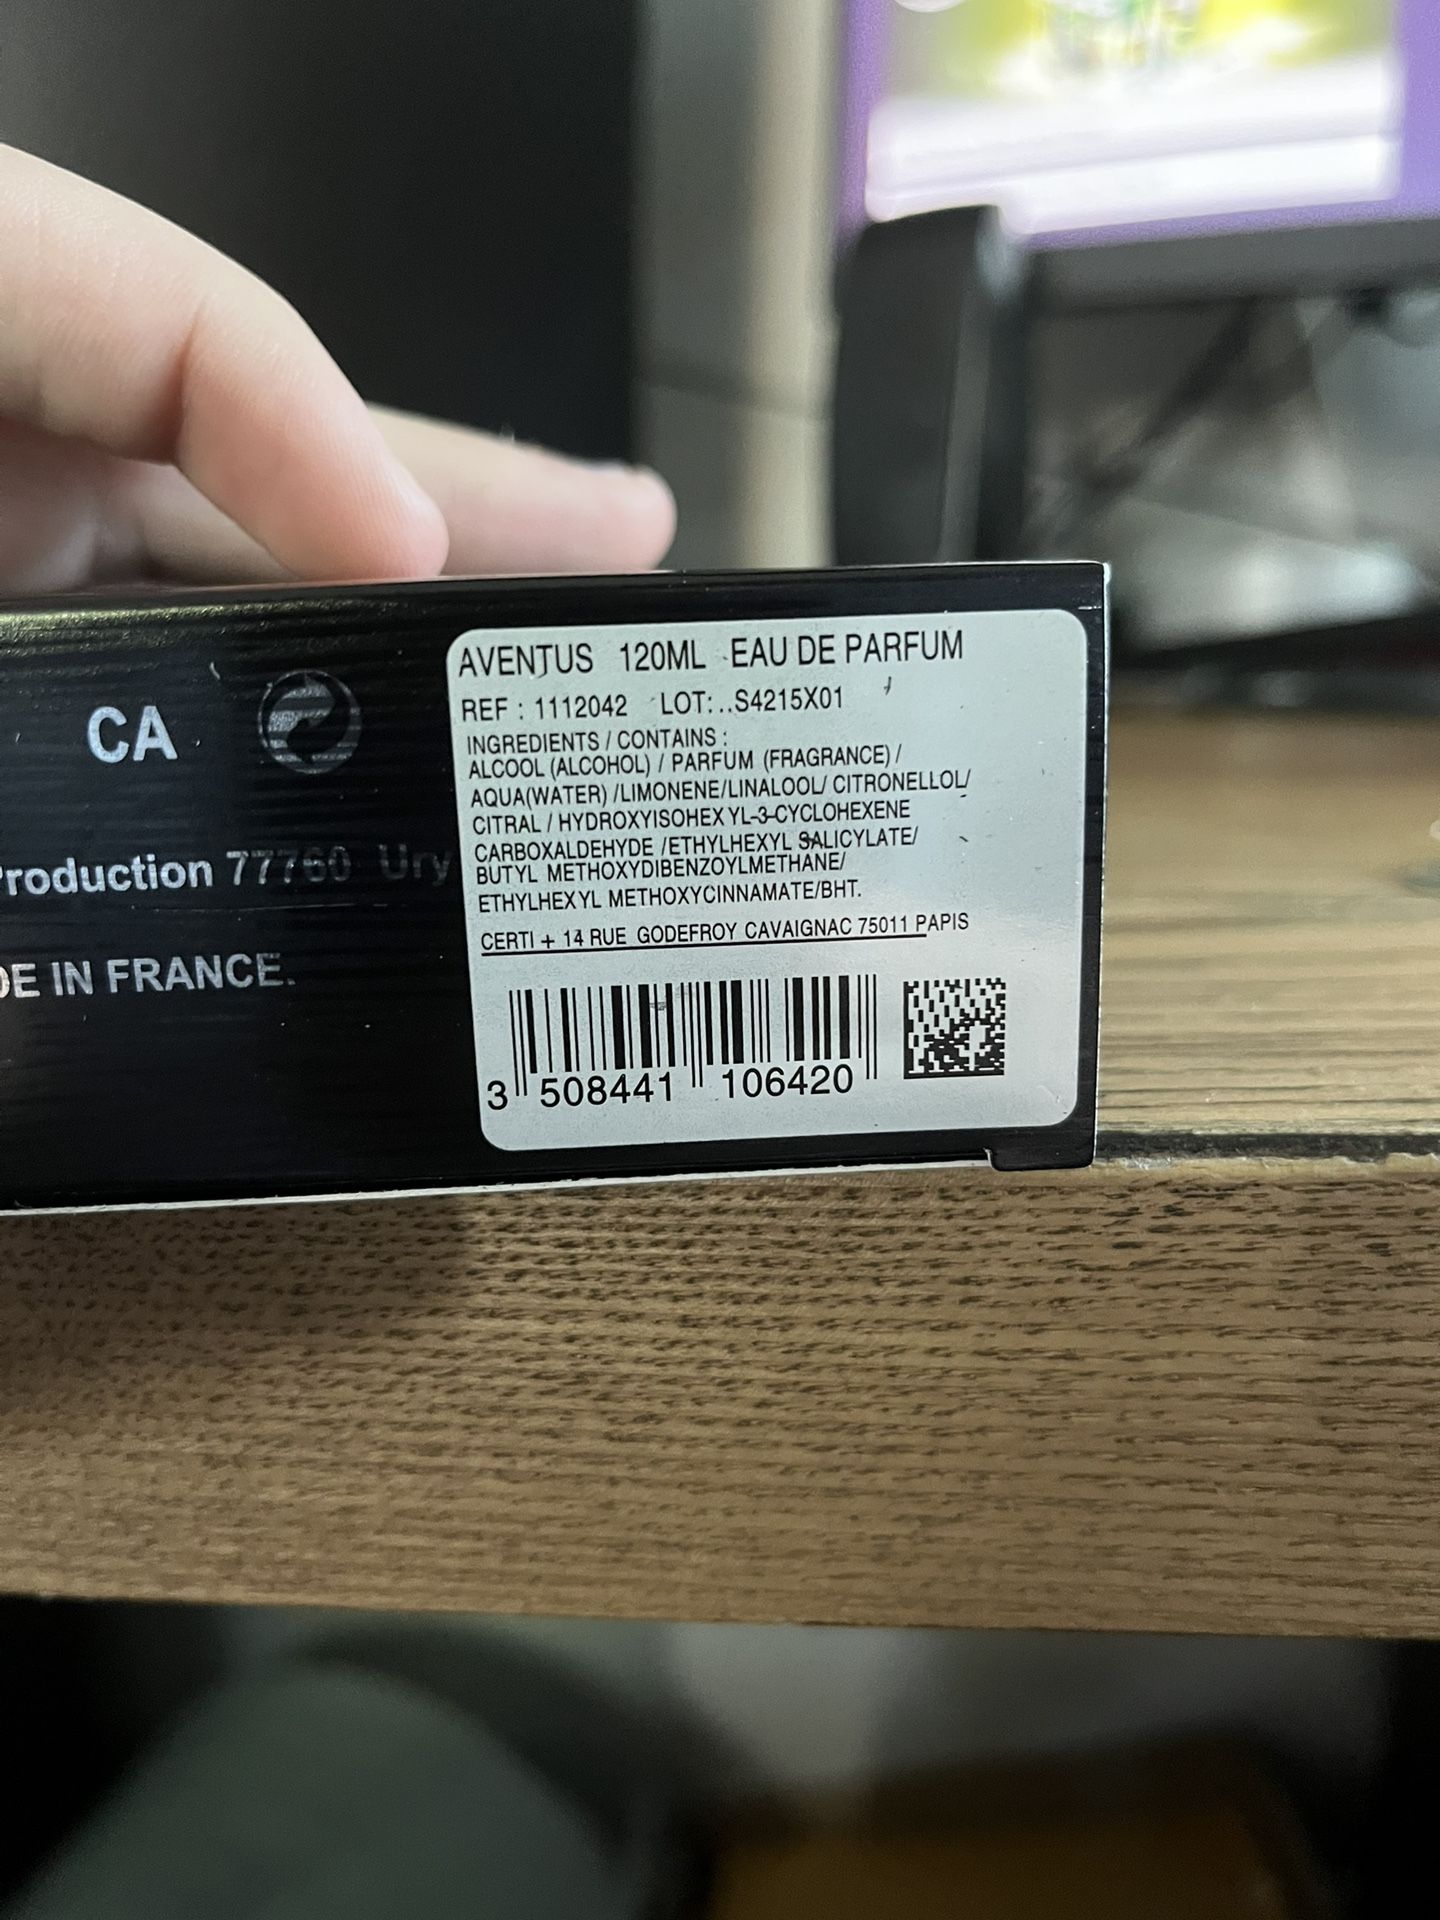 CA
Production 77760 Ury
DE IN FRANCE.
AVENTUS 120ML EAU DE PARFUM
REF : 1112042 LOT: ..S4215X01
INGREDIENTS / CONTAINS :
ALCOOL (ALCOHOL) / PARFUM (FRAGRANCE) /
AQUA(WATER) /LIMONENE/LINALOOL/ CITRONELLOL/
CITRAL / HYDROXYISOHEXYL-3-CYCLOHEXENE
CARBOXALDEHYDE /ETHYLHEXYL SALICYLATE/
BUTYL METHOXYDIBENZOYLMETHANE/
ETHYLHEXYL METHOXYCINNAMATE/BHT.
CERTI + 14 RUE GODEFROY CAVAIGNAC 75011 PAPIS
3 508441 106420